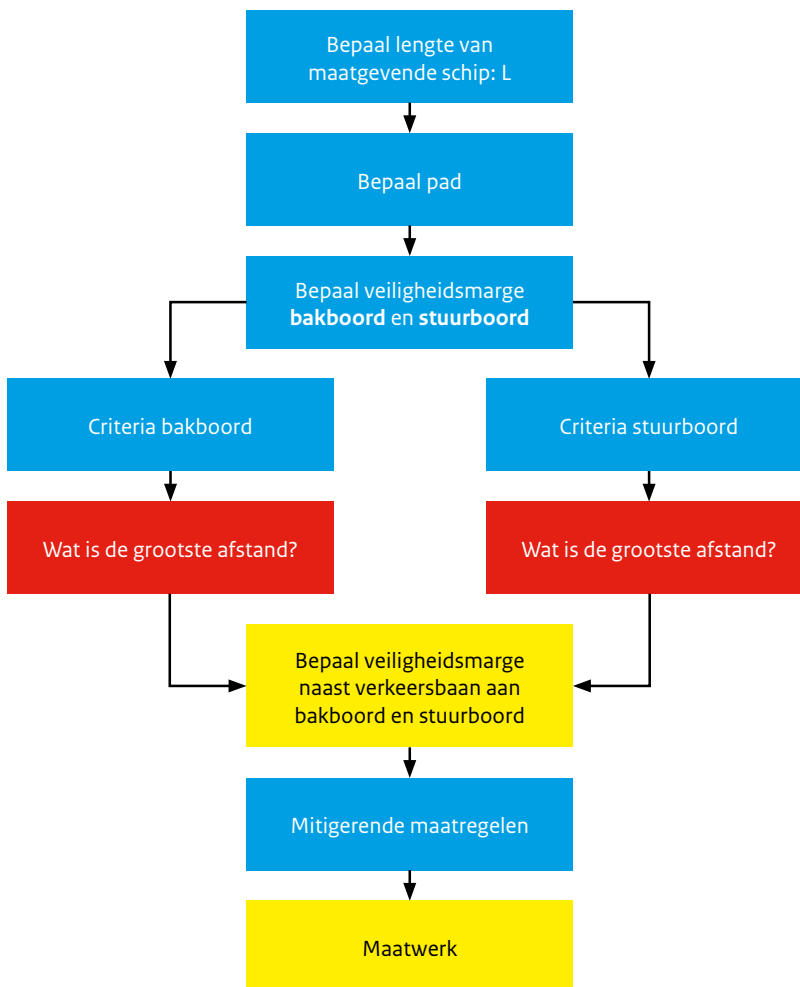 Bepaal lengte van
maatgevende schip: L
Bepaal pad
Bepaal veiligheidsmarge
bakboord en stuurboord
Criteria bakboord
Criteria stuurboord
Wat is de grootste afstand?
Wat is de grootste afstand?
Bepaal veiligheidsmarge
naast verkeersbaan aan
bakboord en stuurboord
Mitigerende maatregelen
Maatwerk